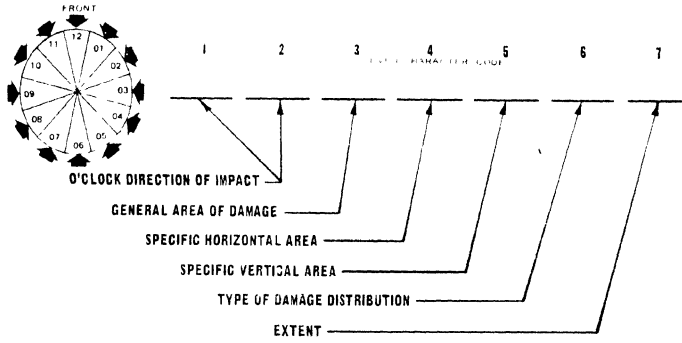 FRONT
12
11
01
10
02
09
03
08
04
07
05
06
1 2 3 4 5 6 7
CHARACTER CODE
O'CLOCK DIRECTION OF IMPACT
GENERAL AREA OF DAMAGE
SPECIFIC HORIZONTAL AREA
SPECIFIC VERTICAL AREA
TYPE OF DAMAGE DISTRIBUTION
EXTENT